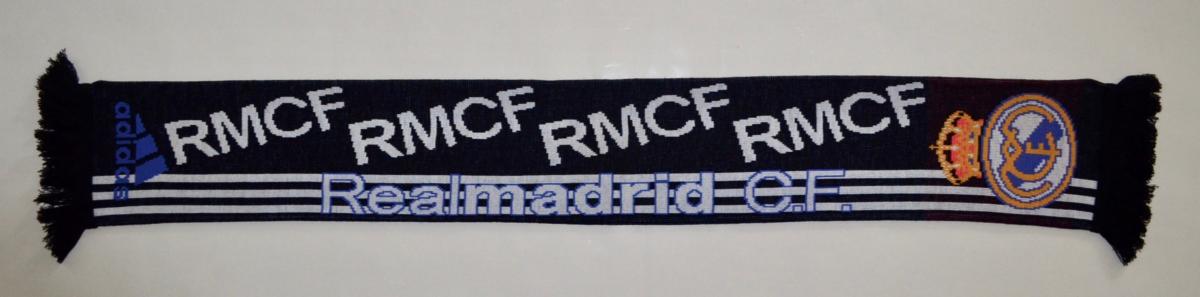 adidas
RMCF RMCF RMCF RMCF
Realmadrid C.F.